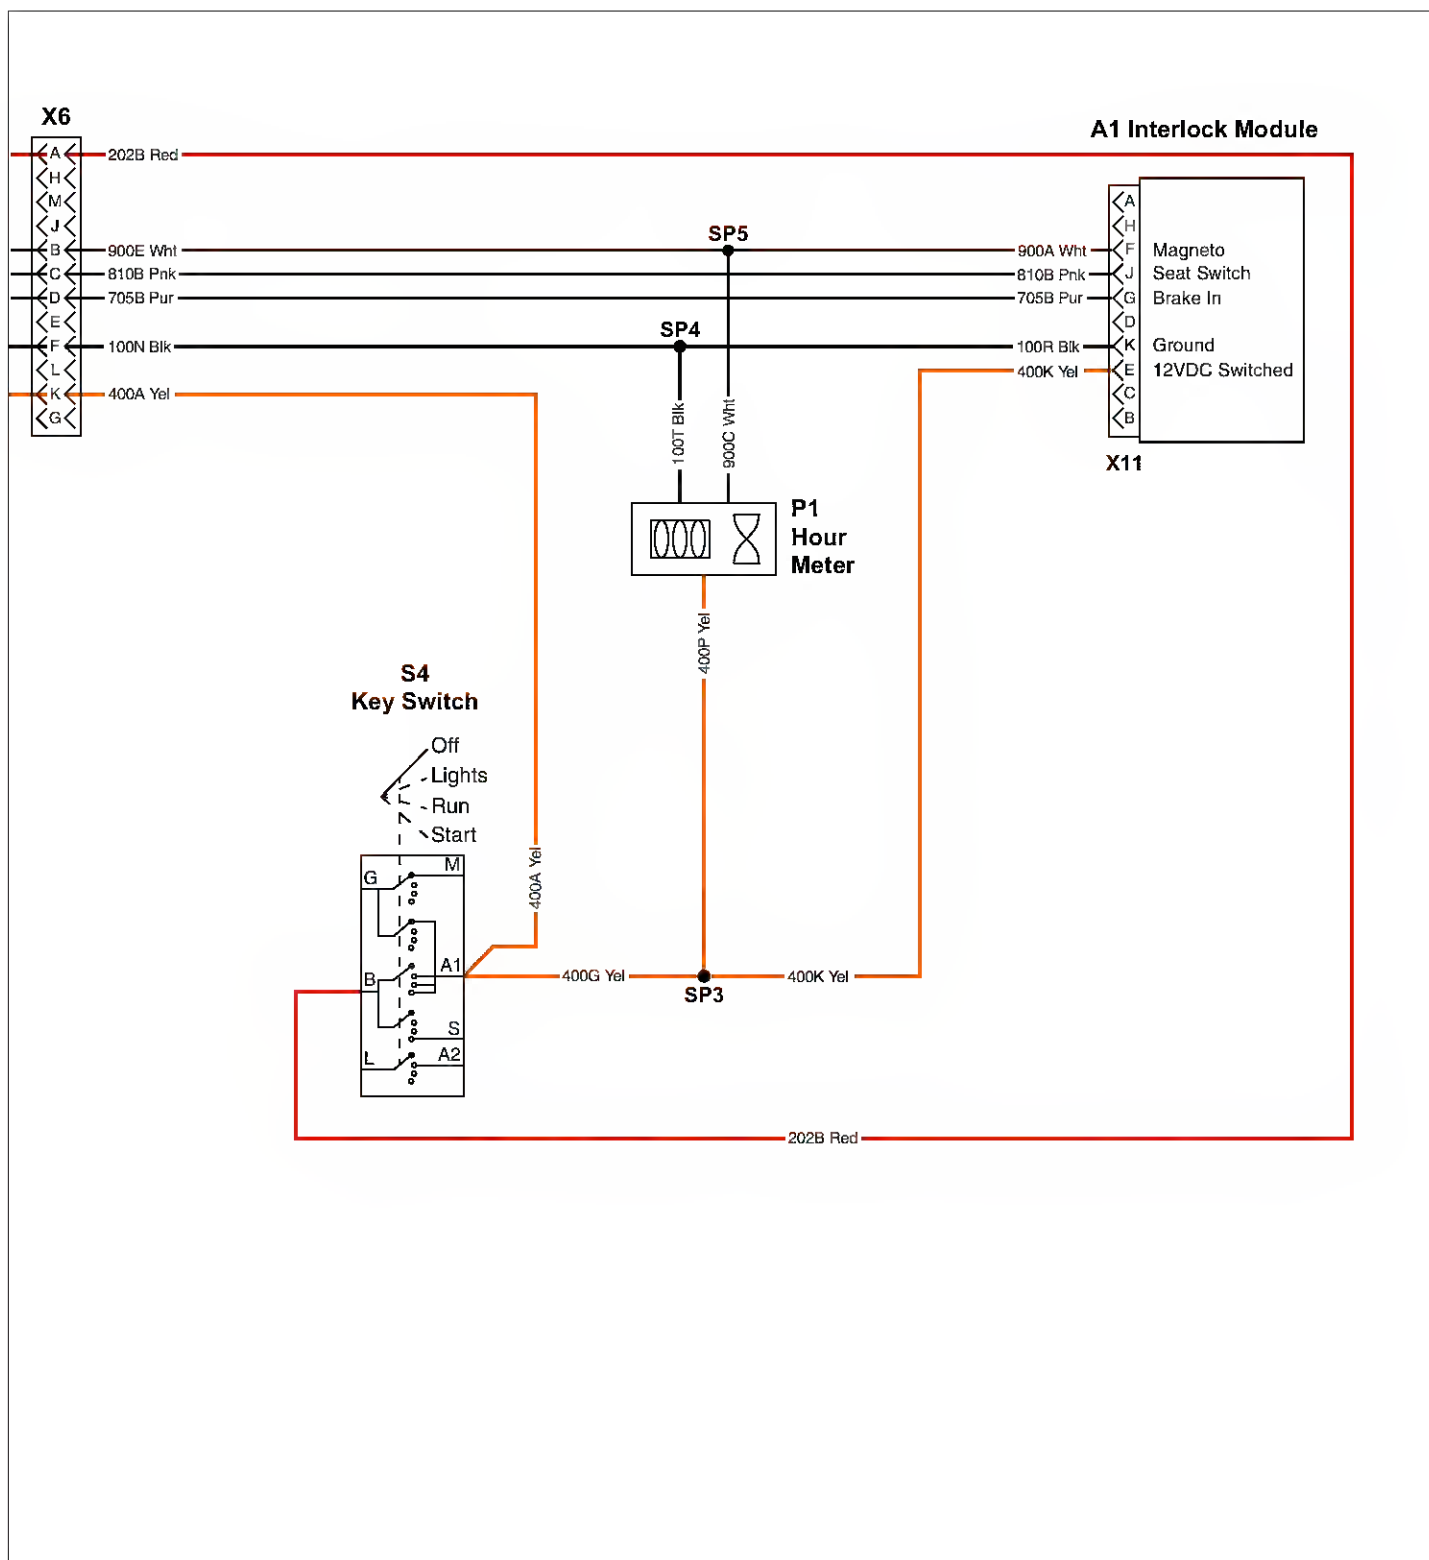 X6
A1 Interlock Module
A 202B Red
H
M
J
B 900E Wht
C 810B Pnk
D 705B Pur
E
F 100N Blk
L
K 400A Yel
G
SP5
SP4
A
H
900A Wht F Magneto
810B Pnk J Seat Switch
705B Pur G Brake In
D
100R Blk K Ground
400K Yel E 12VDC Switched
C
B
X11
100T Blk
900C Wht
P1
Hour
Meter
400P Yel
S4
Key Switch
Off
Lights
Run
Start
400A Yel
G M
B A1
S
L A2
400G Yel
SP3
400K Yel
202B Red